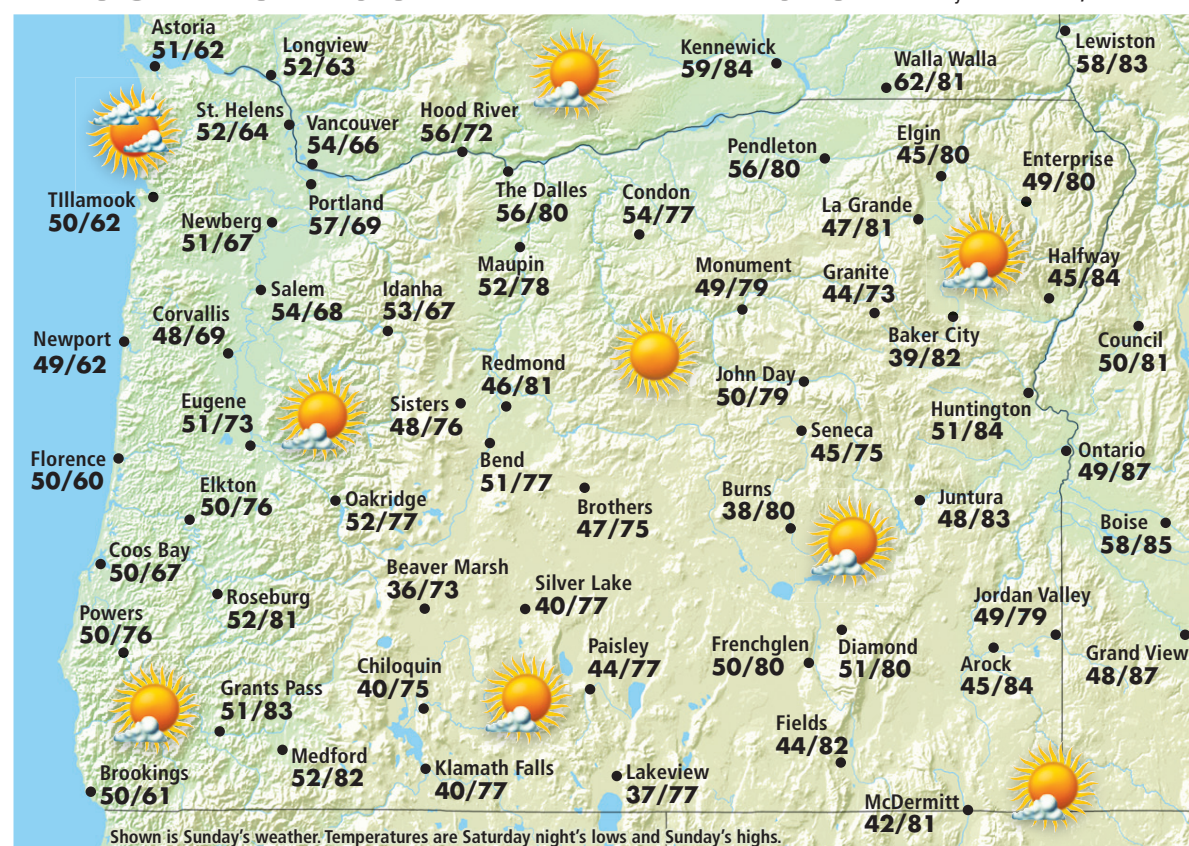 Astoria
51/62
Longview
52/63
Kennewick
59/84
Walla Walla
62/81
Lewiston
58/83
St. Helens
52/64
Vancouver
54/66
Hood River
56/72
Pendleton
56/80
Elgin
45/80
Enterprise
49/80
TIllamook
50/62
Newberg
51/67
Portland
57/69
The Dalles
56/80
Condon
54/77
La Grande
47/81
Maupin
52/78
Monument
49/79
Granite
44/73
Halfway
45/84
Salem
54/68
Idanha
53/67
Corvallis
48/69
Newport
49/62
Baker City
39/82
Council
50/81
Redmond
46/81
John Day
50/79
Eugene
51/73
Sisters
48/76
Huntington
51/84
Seneca
45/75
Florence
50/60
Bend
51/77
Ontario
49/87
Elkton
50/76
Oakridge
52/77
Brothers
47/75
Burns
38/80
Juntura
48/83
Boise
58/85
Coos Bay
50/67
Beaver Marsh
36/73
Silver Lake
40/77
Roseburg
52/81
Jordan Valley
49/79
Powers
50/76
Paisley
44/77
Frenchglen
50/80
Diamond
51/80
Arock
45/84
Grand View
48/87
Chiloquin
40/75
Grants Pass
51/83
Fields
44/82
Medford
52/82
Klamath Falls
40/77
Lakeview
37/77
Brookings
50/61
McDermitt
42/81
Shown is Sunday's weather. Temperatures are Saturday night's lows and Sunday's highs.